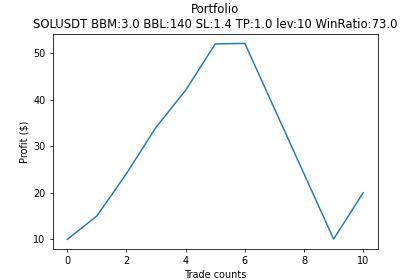 Portfolio
SOLUSDT BBM:3.0 BBL:140 SL:1.4 TP:1.0 lev:10 WinRatio:73.0
Profit ($)
50
40
30
20
10
0
2
4
6
8
10
Trade counts